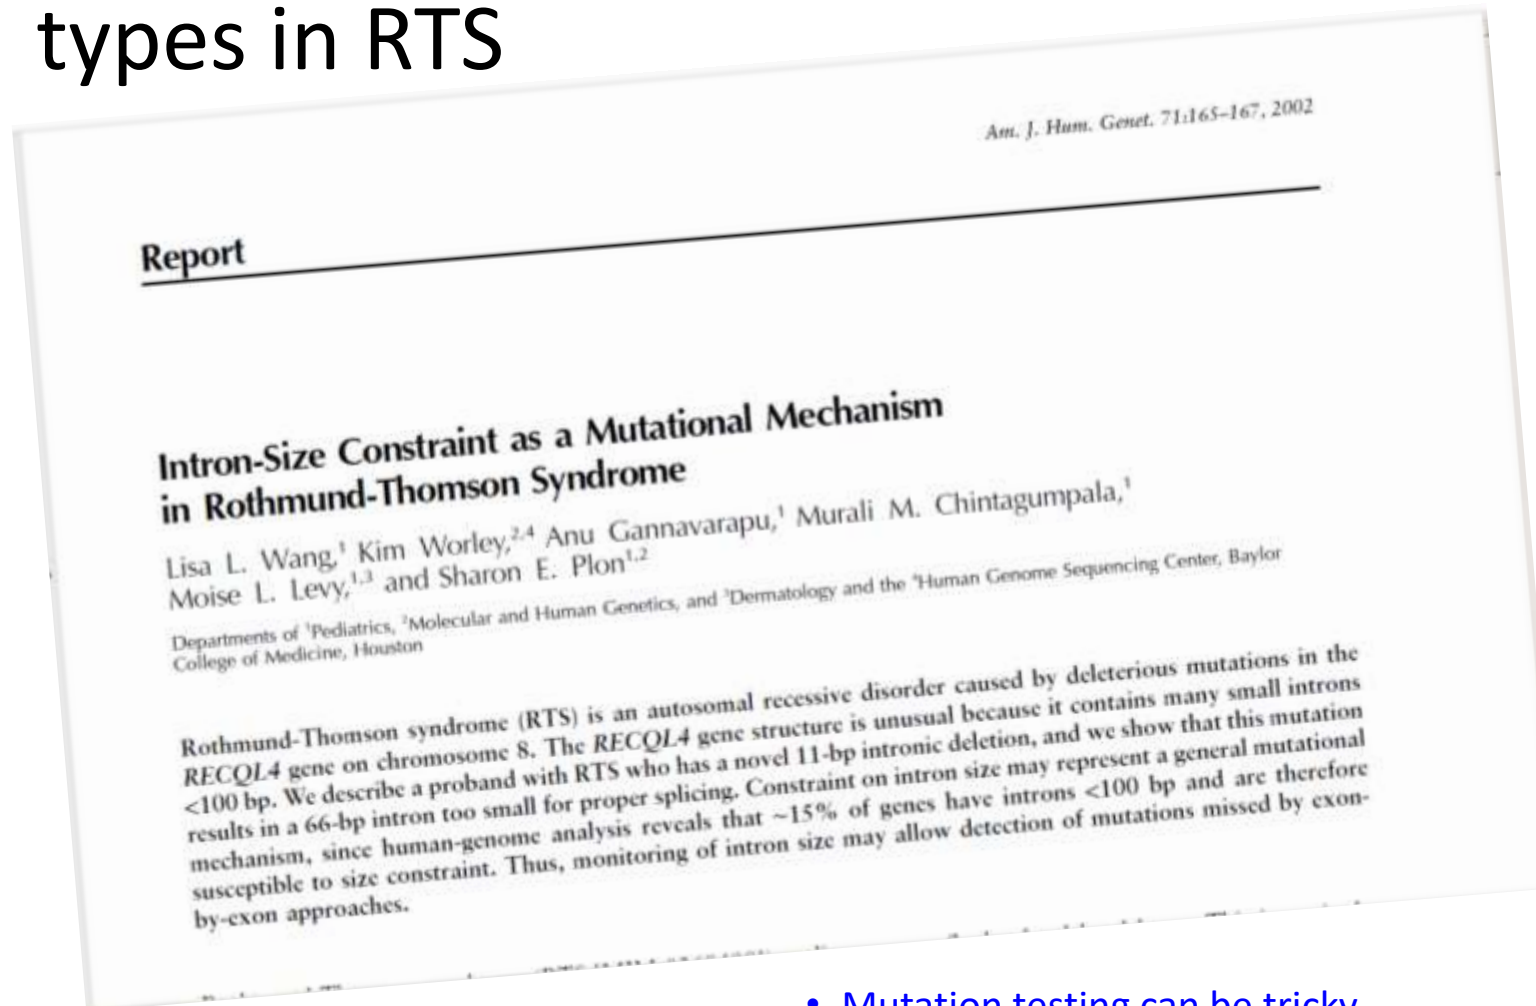 types in RTS
Am. J. Hum. Genet. 71:165–167, 2002
Report
Intron-Size Constraint as a Mutational Mechanism
in Rothmund-Thomson Syndrome
Lisa L. Wang,¹ Kim Worley,²,⁴ Anu Gannavarapu,¹ Murali M. Chintagumpala,¹
Moise L. Levy,¹,³ and Sharon E. Plon¹,²
Departments of ¹Pediatrics, ²Molecular and Human Genetics, and ³Dermatology and the ⁴Human Genome Sequencing Center, Baylor
College of Medicine, Houston
Rothmund-Thomson syndrome (RTS) is an autosomal recessive disorder caused by deleterious mutations in the
RECQL4 gene on chromosome 8. The RECQL4 gene structure is unusual because it contains many small introns
<100 bp. We describe a proband with RTS who has a novel 11-bp intronic deletion, and we show that this mutation
results in a 66-bp intron too small for proper splicing. Constraint on intron size may represent a general mutational
mechanism, since human-genome analysis reveals that ~15% of genes have introns <100 bp and are therefore
susceptible to size constraint. Thus, monitoring of intron size may allow detection of mutations missed by exon-
by-exon approaches.
• Mutation testing can be tricky